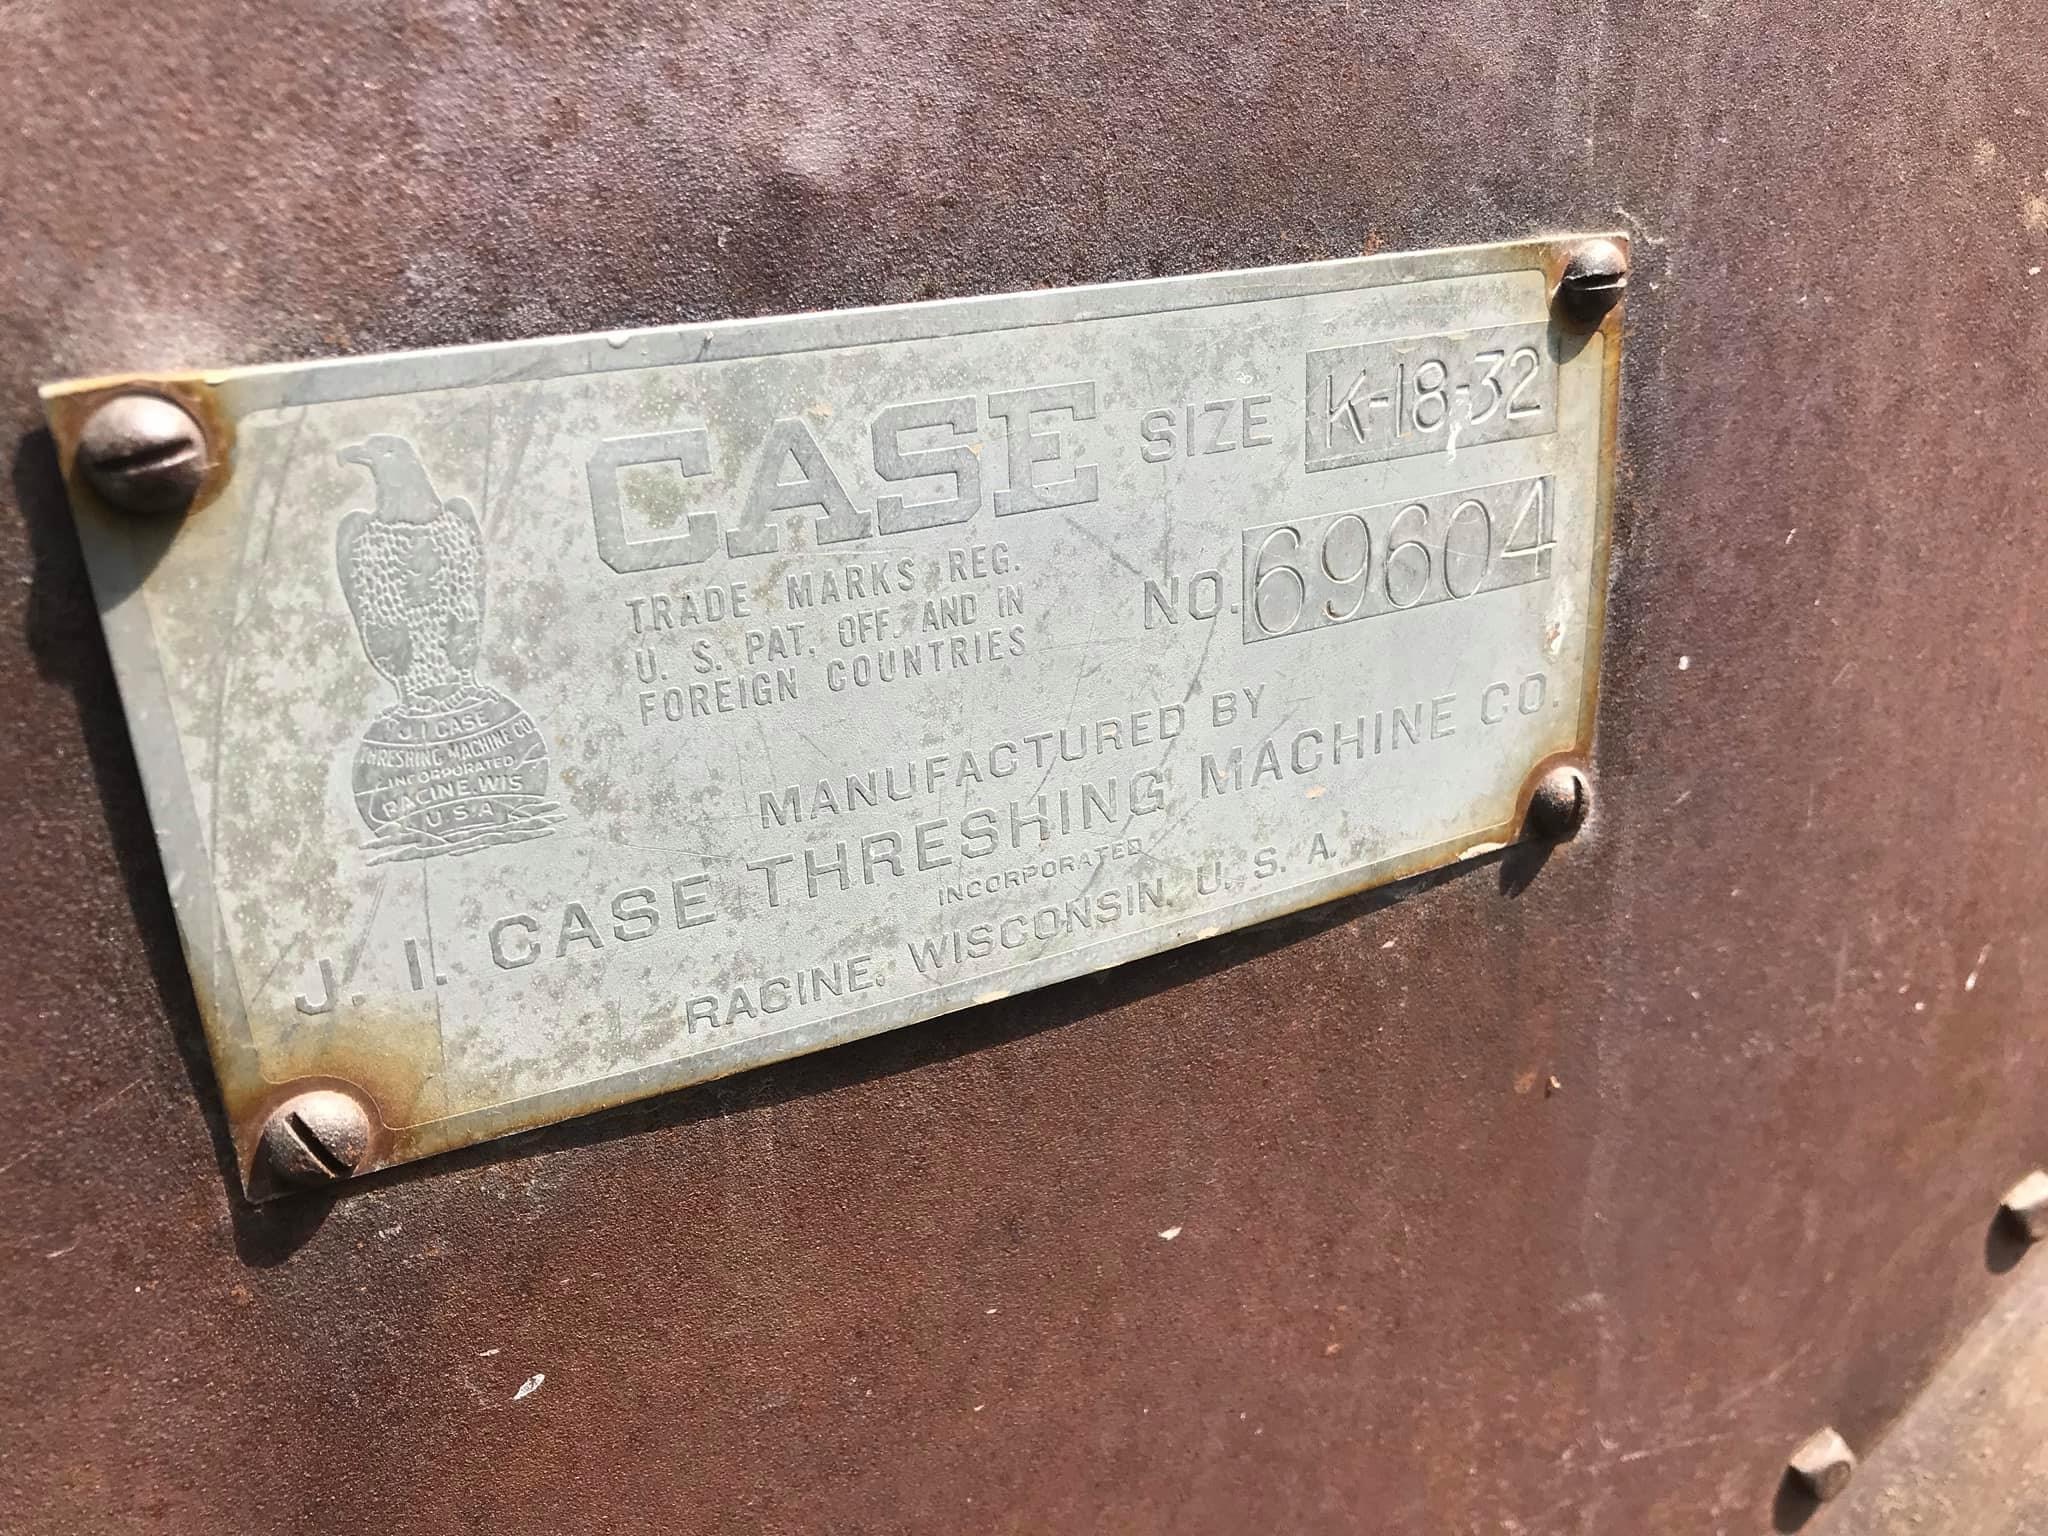 CASE
SIZE K-18-32
TRADE MARKS REG.
U. S. PAT. OFF. AND IN
FOREIGN COUNTRIES
NO. 69604
J. I. CASE
THRESHING MACHINE CO
INCORPORATED
RACINE. WIS
U·S·A
MANUFACTURED BY
J. I. CASE THRESHING MACHINE CO.
INCORPORATED
RACINE, WISCONSIN, U. S. A.